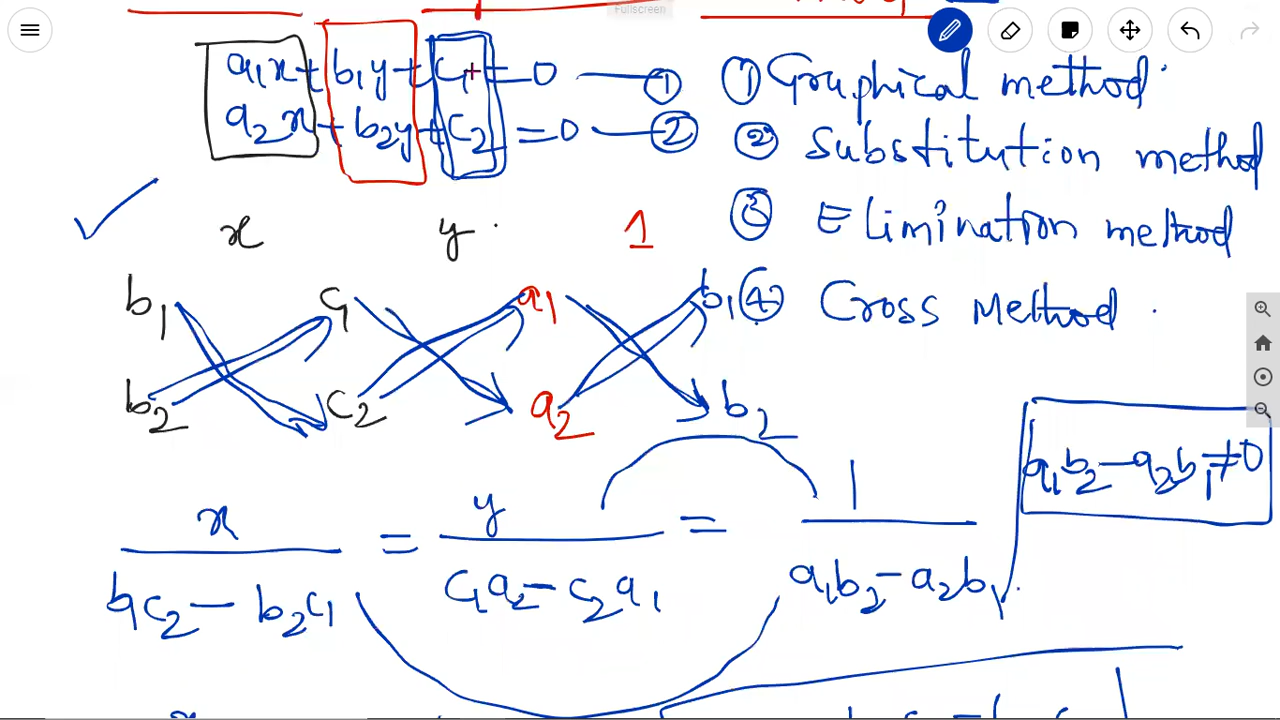 Fullscreen
a₁x + b₁y + c₁ = 0 — ①
a₂x + b₂y + c₂ = 0 — ②
① Graphical method
② Substitution method
③ Elimination method
④ Cross Method.
x y 1
b₁ c₁ a₁ b₁
b₂ c₂ a₂ b₂
a₁b₂ - a₂b₁ ≠ 0
x/(b₁c₂ - b₂c₁) = y/(c₁a₂ - c₂a₁) = 1/(a₁b₂ - a₂b₁)